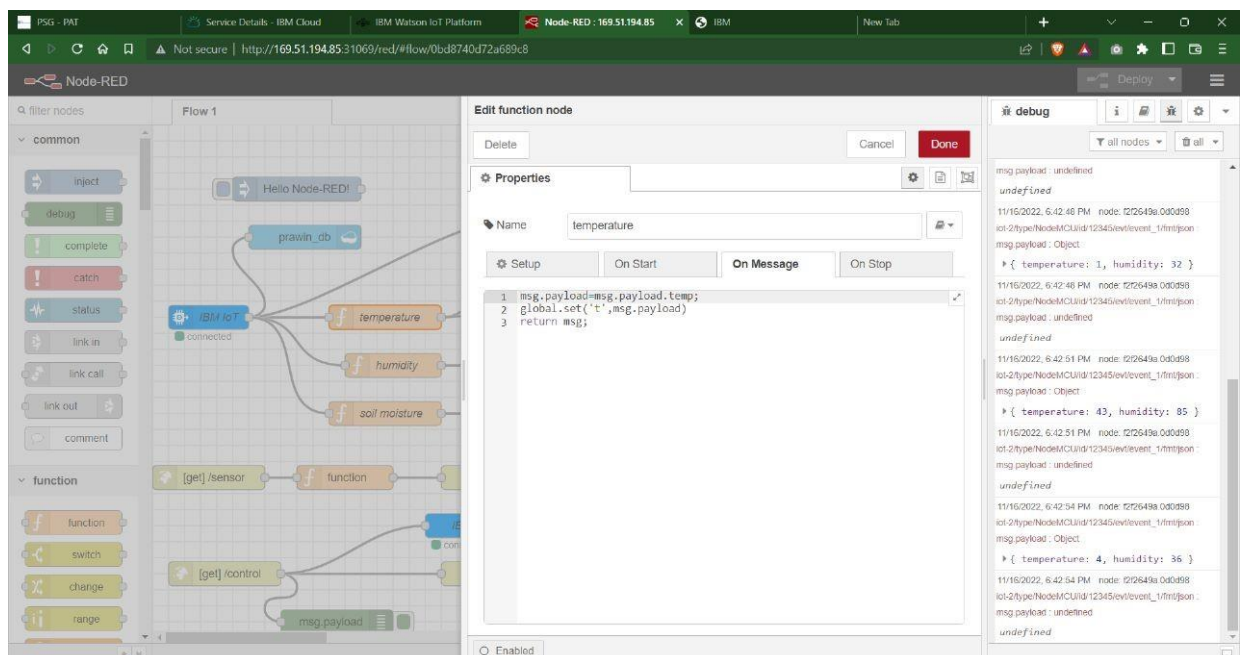 PSG - PAT
Service Details - IBM Cloud
IBM Watson IoT Platform
Node-RED : 169.51.194.85
IBM
New Tab
Not secure | http://169.51.194.85:31069/red/#flow/0bd8740d72a689c8
Node-RED
Deploy
filter nodes
common
inject
debug
complete
catch
status
link in
link call
link out
comment
function
function
switch
change
range
Flow 1
Hello Node-RED!
prawin_db
IBM IoT
connected
temperature
humidity
soil moisture
[get] /sensor
function
[get] /control
msg.payload
Edit function node
Delete
Cancel
Done
Properties
Name
temperature
Setup
On Start
On Message
On Stop
1 msg.payload=msg.payload.temp;
2 global.set('t',msg.payload)
3 return msg;
Enabled
debug
all nodes
all
msg.payload : undefined
undefined
11/16/2022, 6:42:48 PM node: f2f2649a.0d0d98
iot-2/type/NodeMCU/id/12345/evt/event_1/fmt/json :
msg.payload : Object
{ temperature: 1, humidity: 32 }
11/16/2022, 6:42:48 PM node: f2f2649a.0d0d98
iot-2/type/NodeMCU/id/12345/evt/event_1/fmt/json :
msg.payload : undefined
undefined
11/16/2022, 6:42:51 PM node: f2f2649a.0d0d98
iot-2/type/NodeMCU/id/12345/evt/event_1/fmt/json :
msg.payload : Object
{ temperature: 43, humidity: 85 }
11/16/2022, 6:42:51 PM node: f2f2649a.0d0d98
iot-2/type/NodeMCU/id/12345/evt/event_1/fmt/json :
msg.payload : undefined
undefined
11/16/2022, 6:42:54 PM node: f2f2649a.0d0d98
iot-2/type/NodeMCU/id/12345/evt/event_1/fmt/json :
msg.payload : Object
{ temperature: 4, humidity: 36 }
11/16/2022, 6:42:54 PM node: f2f2649a.0d0d98
iot-2/type/NodeMCU/id/12345/evt/event_1/fmt/json :
msg.payload : undefined
undefined